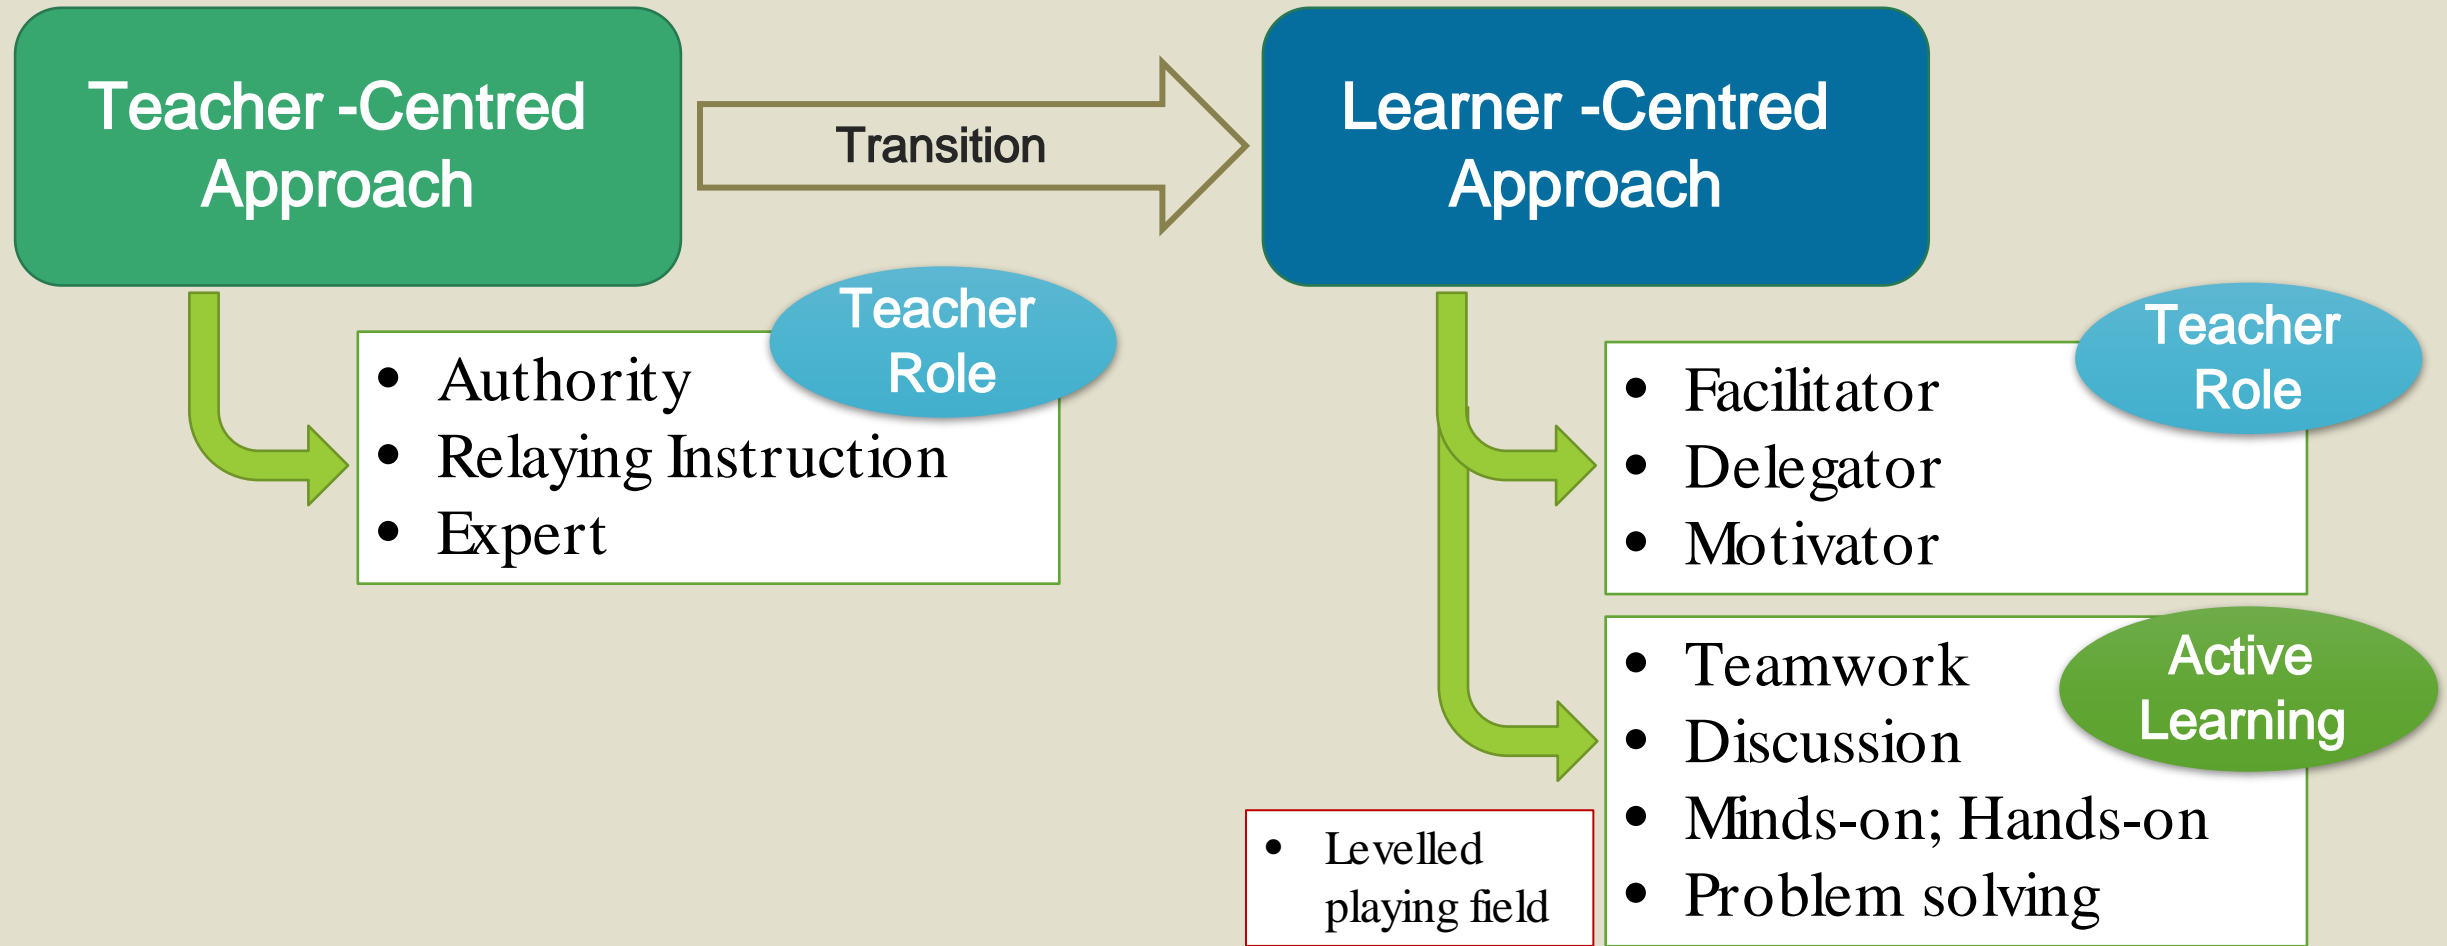 Teacher -Centred
Approach
Transition
Learner -Centred
Approach
Teacher
Role
• Authority
• Relaying Instruction
• Expert
Teacher
Role
• Facilitator
• Delegator
• Motivator
Active
Learning
• Teamwork
• Discussion
• Minds-on; Hands-on
• Problem solving
• Levelled
playing field